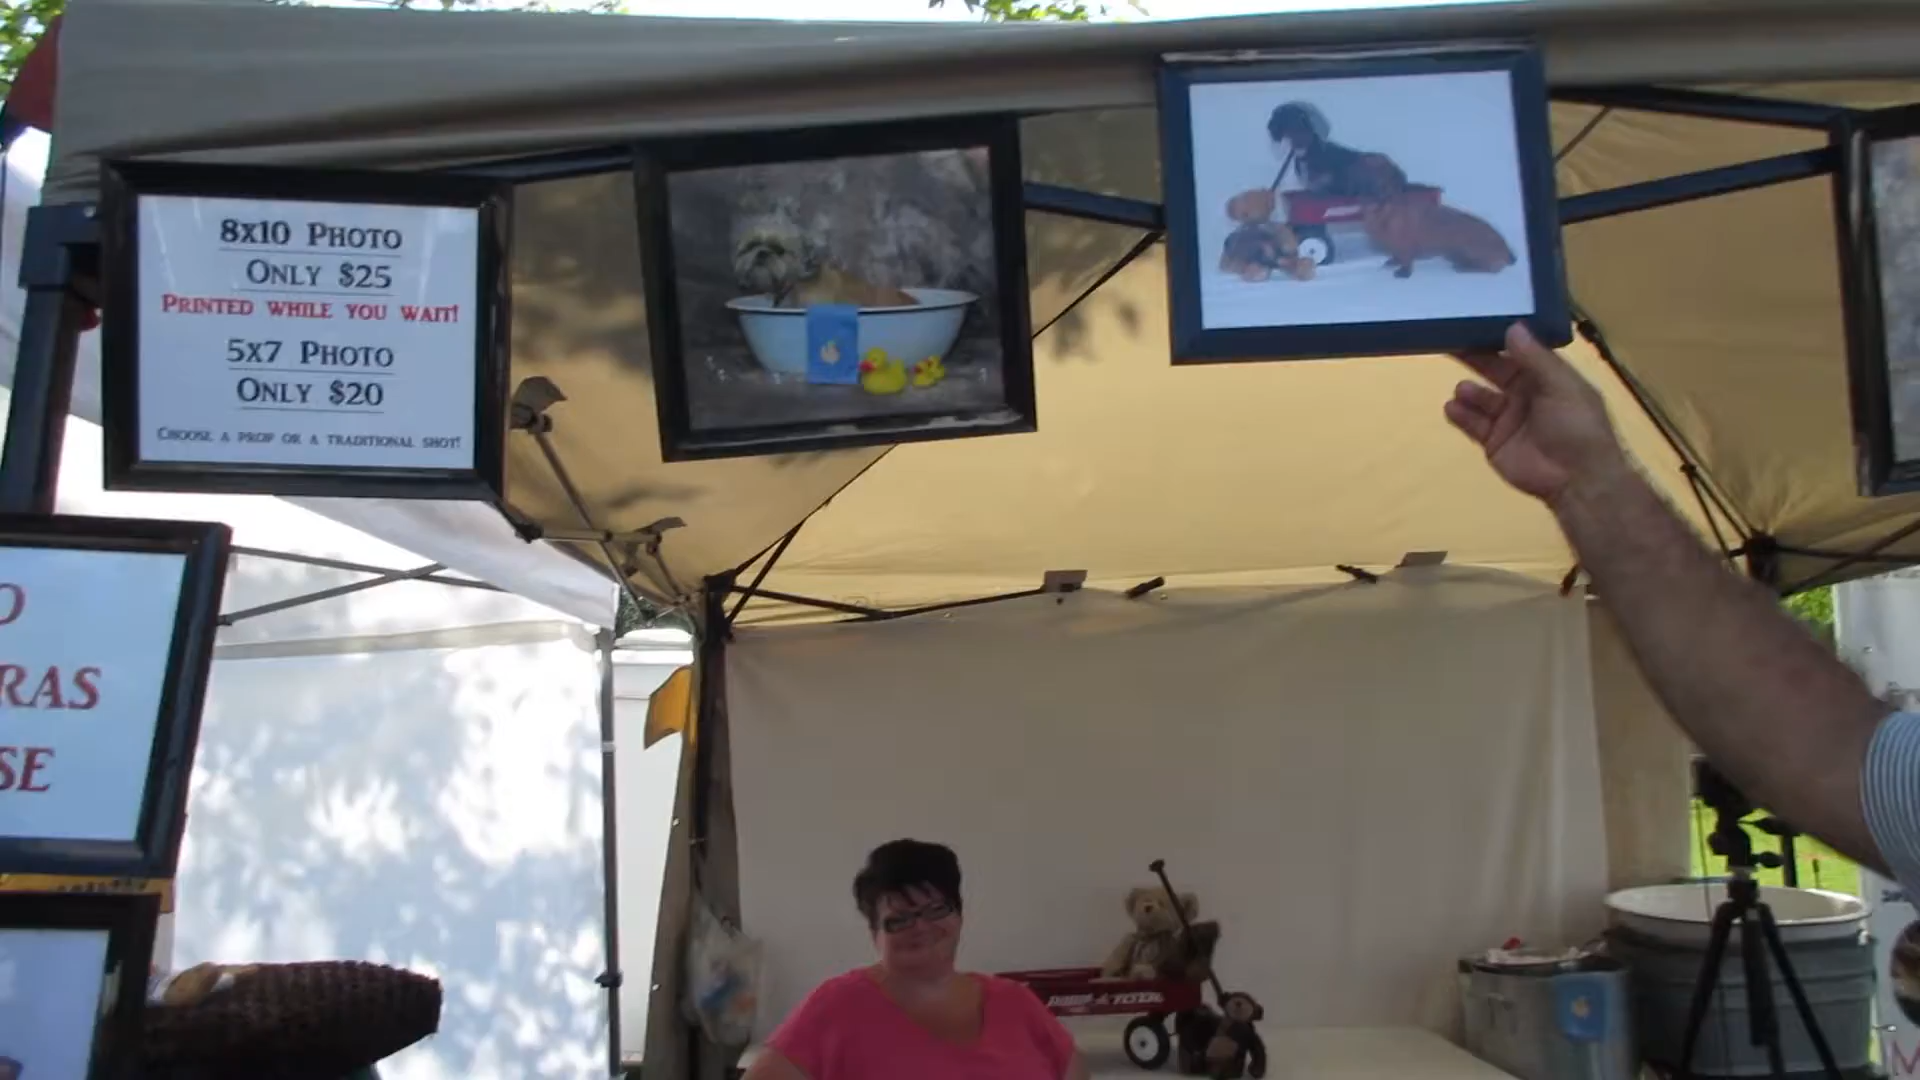 8x10 Photo
Only $25
Printed while you wait!
5x7 Photo
Only $20
Choose a prop or a traditional shot!
O
RAS
SE
RADIO FLYER